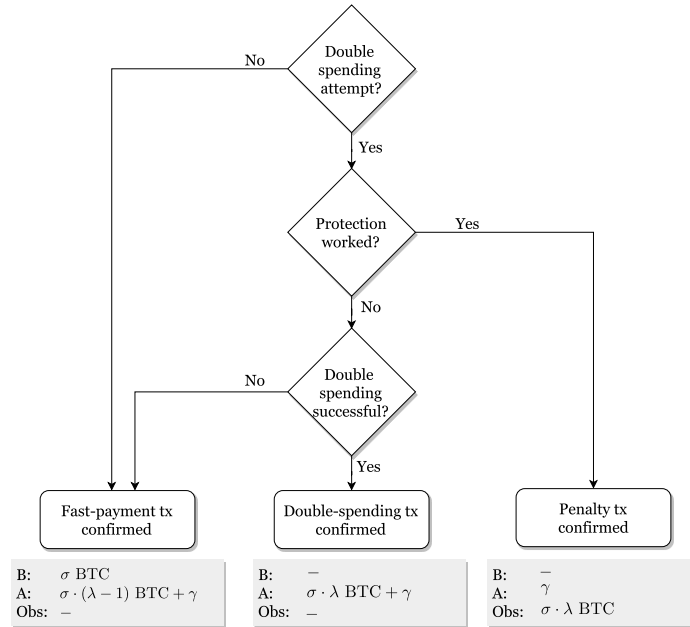 Double
spending
attempt?
No
Yes
Protection
worked?
Yes
No
Double
spending
successful?
No
Yes
Fast-payment tx
confirmed
Double-spending tx
confirmed
Penalty tx
confirmed
B: σ BTC
A: σ · (λ − 1) BTC + γ
Obs: −
B: −
A: σ · λ BTC + γ
Obs: −
B: −
A: γ
Obs: σ · λ BTC